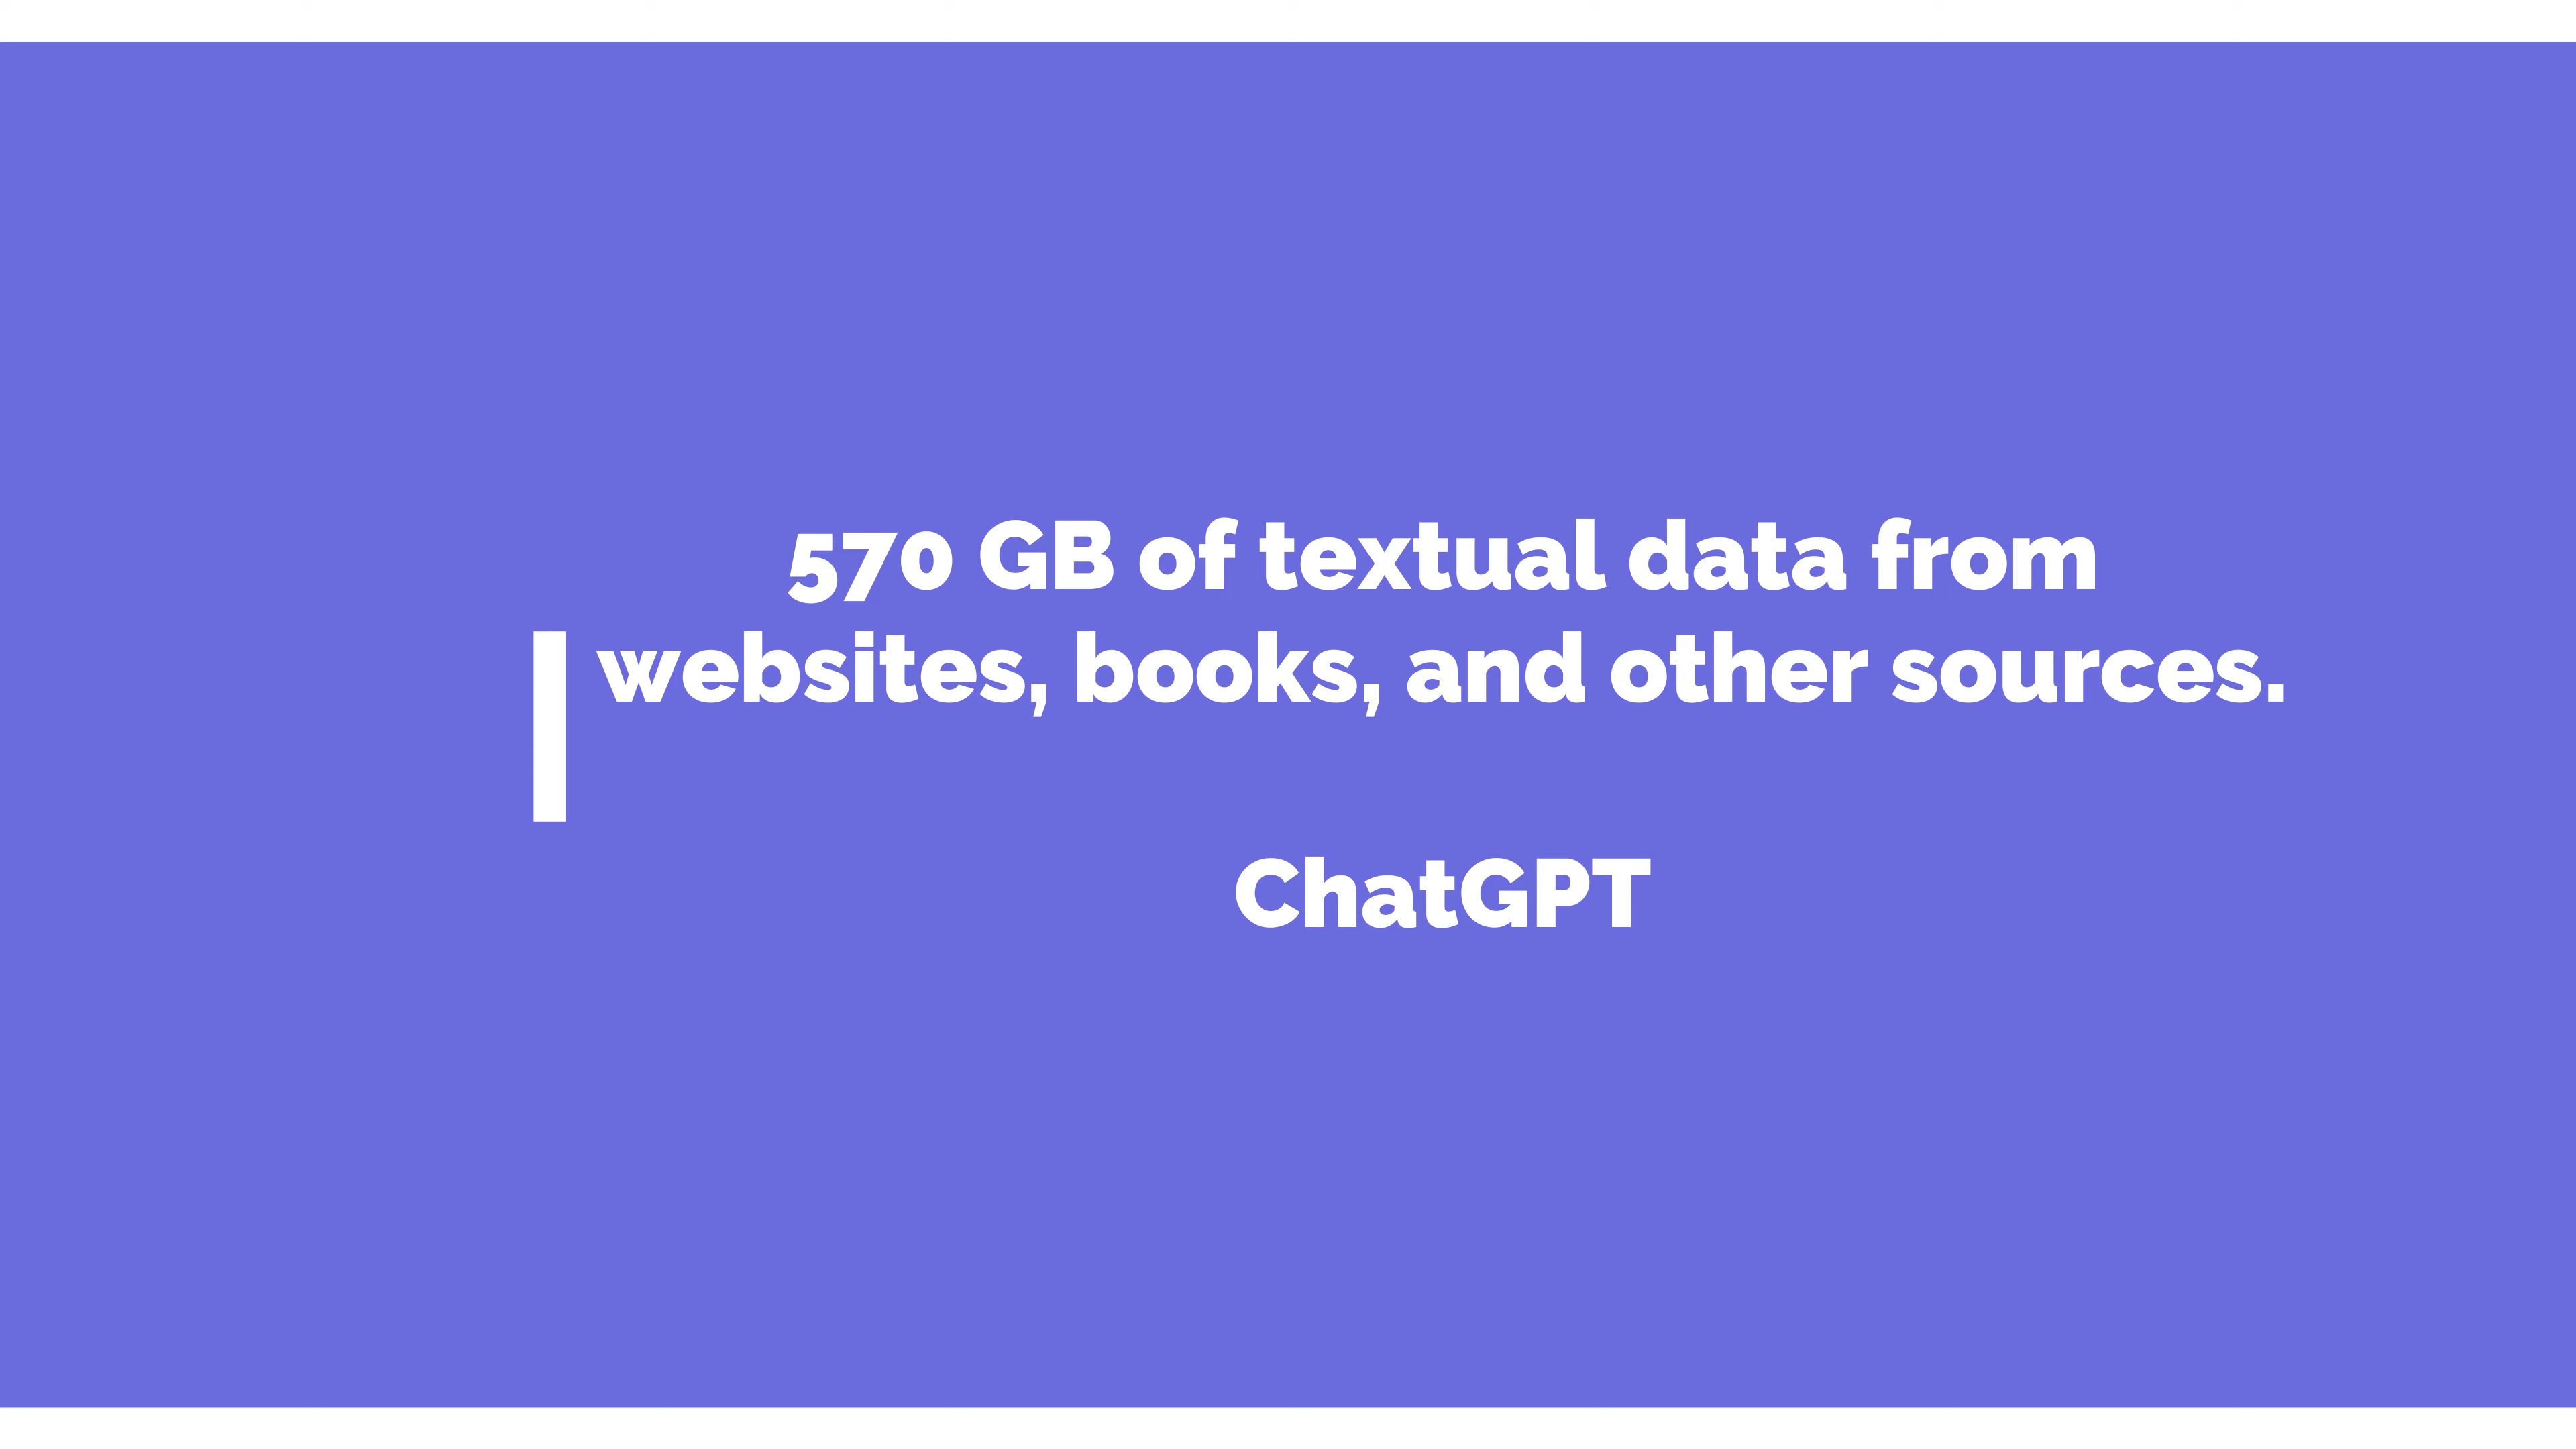 570 GB of textual data from
websites, books, and other sources.
ChatGPT